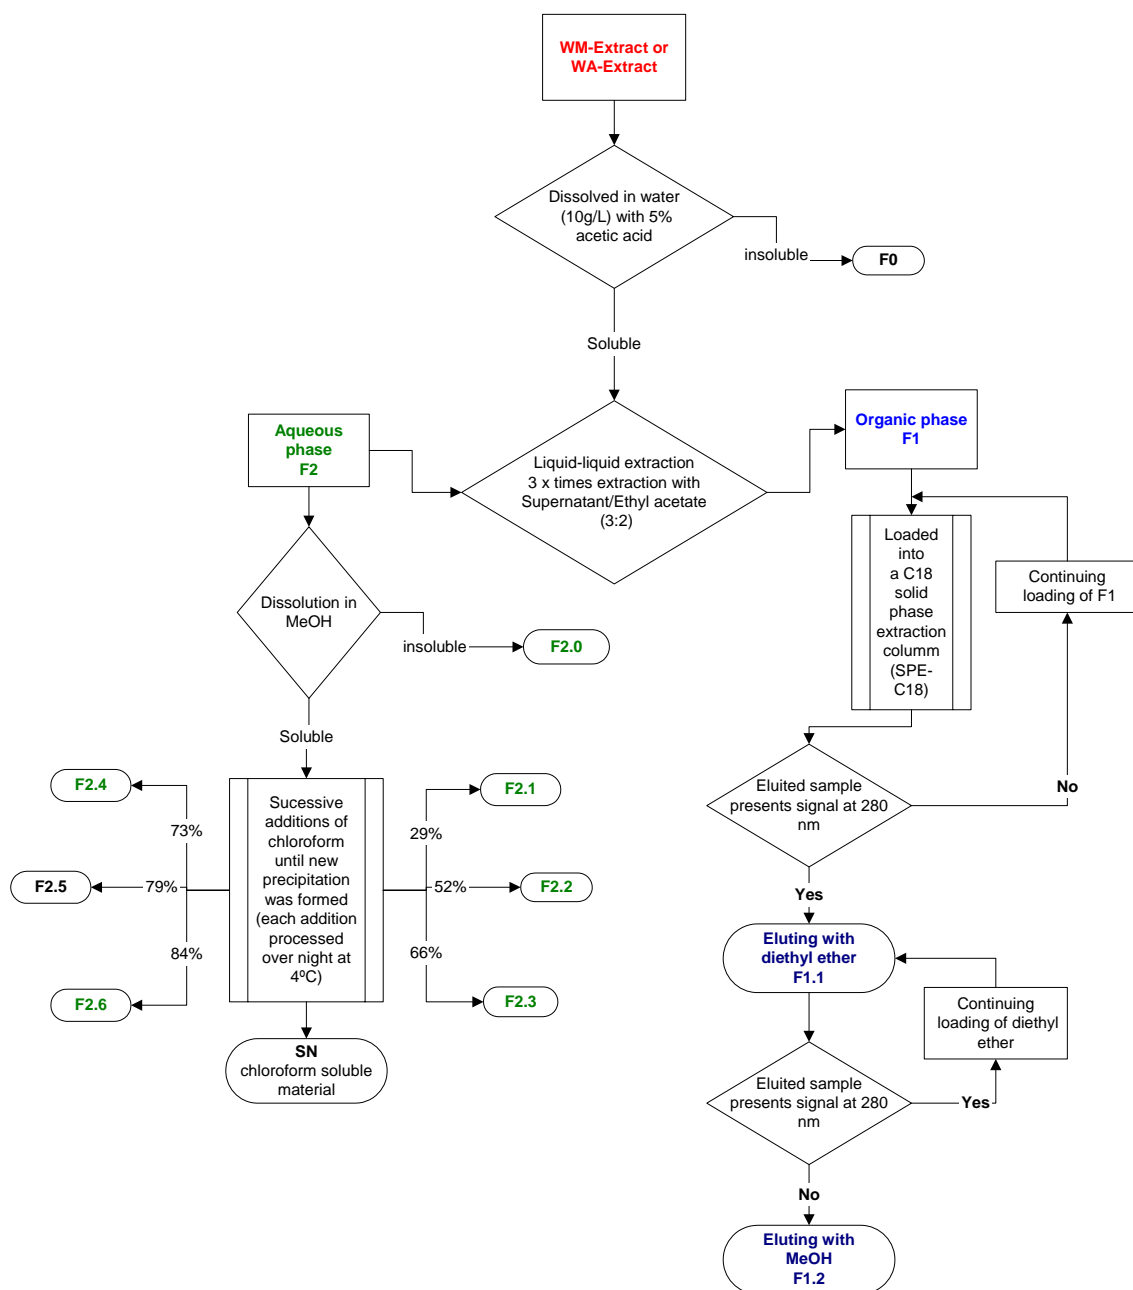 WM-Extract or
WA-Extract
Dissolved in water
(10g/L) with 5%
acetic acid
insoluble
F0
Soluble
Aqueous
phase
F2
Liquid-liquid extraction
3 x times extraction with
Supernatant/Ethyl acetate
(3:2)
Organic phase
F1
Loaded
into
a C18
solid
phase
extraction
columm
(SPE-
C18)
Continuing
loading of F1
Dissolution in
MeOH
insoluble
F2.0
Soluble
F2.4
73%
F2.5
79%
84%
F2.6
Sucessive
additions of
chloroform
until new
precipitation
was formed
(each addition
processed
over night at
4ºC)
F2.1
29%
52%
F2.2
66%
F2.3
SN
chloroform soluble
material
Eluited sample
presents signal at 280
nm
No
Yes
Eluting with
diethyl ether
F1.1
Continuing
loading of diethyl
ether
Eluited sample
presents signal at 280
nm
Yes
No
Eluting with
MeOH
F1.2